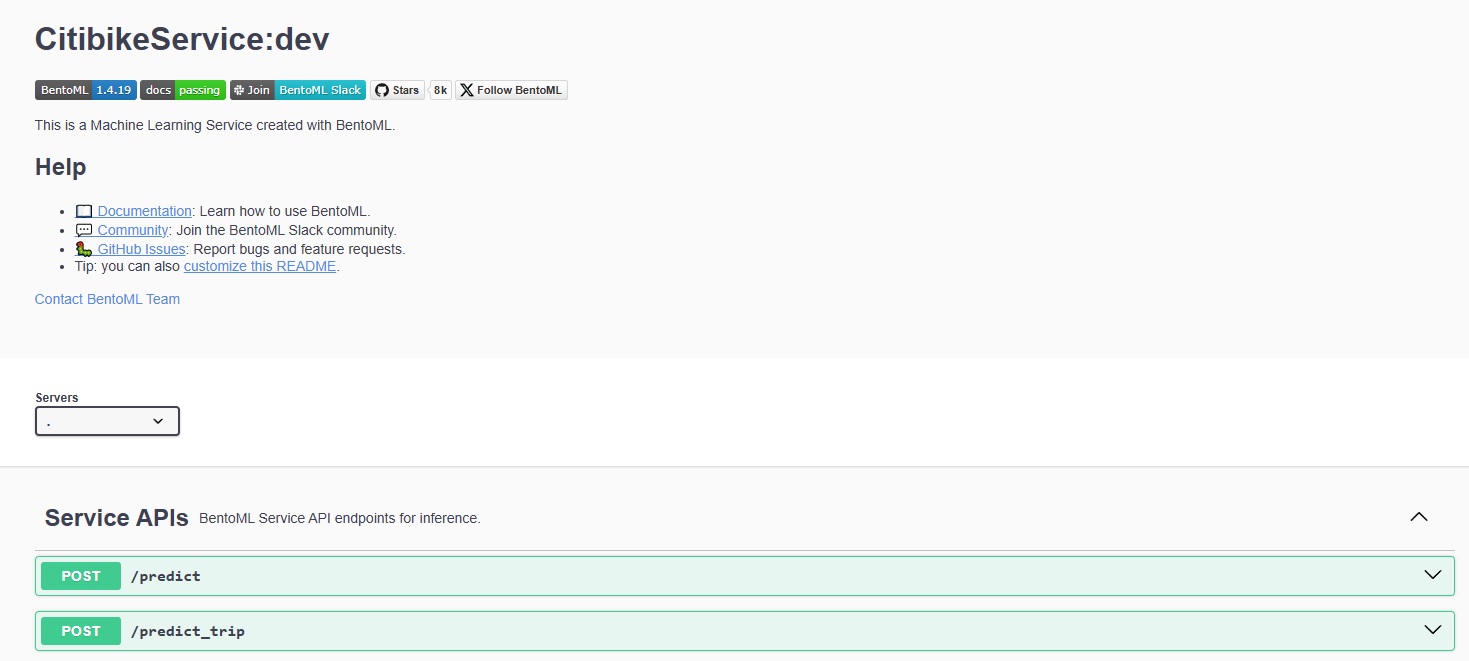 CitibikeService:dev
BentoML 1.4.19 docs passing Join BentoML Slack Stars 8k Follow BentoML
This is a Machine Learning Service created with BentoML.
Help
Documentation: Learn how to use BentoML.
Community: Join the BentoML Slack community.
GitHub Issues: Report bugs and feature requests.
Tip: you can also customize this README.
Contact BentoML Team
Servers
.
Service APIs BentoML Service API endpoints for inference.
POST /predict
POST /predict_trip